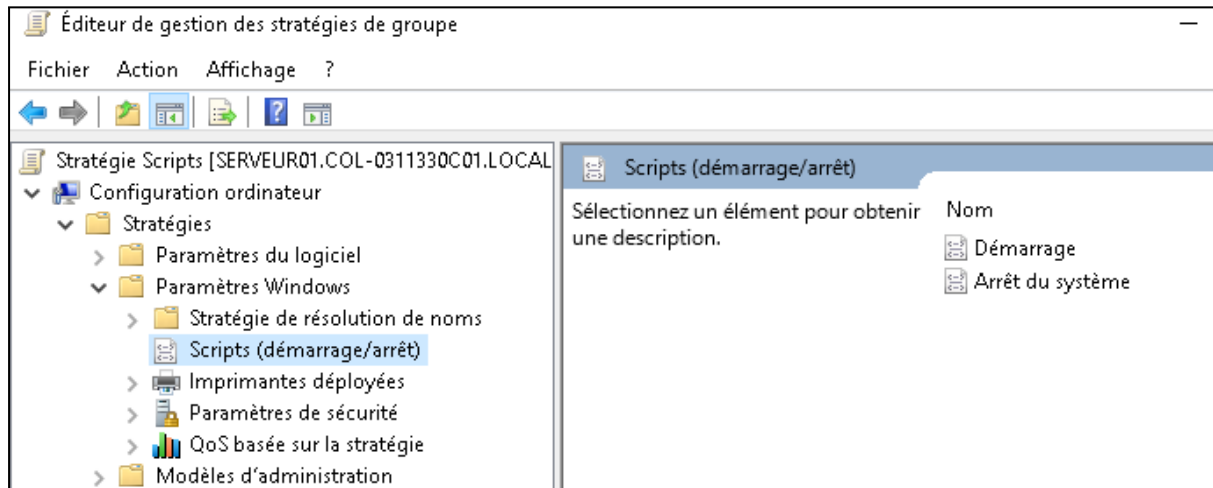 Éditeur de gestion des stratégies de groupe
Fichier Action Affichage ?
Stratégie Scripts [SERVEUR01.COL-0311330C01.LOCAL
Configuration ordinateur
Stratégies
Paramètres du logiciel
Paramètres Windows
Stratégie de résolution de noms
Scripts (démarrage/arrêt)
Imprimantes déployées
Paramètres de sécurité
QoS basée sur la stratégie
Modèles d'administration
Scripts (démarrage/arrêt)
Sélectionnez un élément pour obtenir
une description.
Nom
Démarrage
Arrêt du système